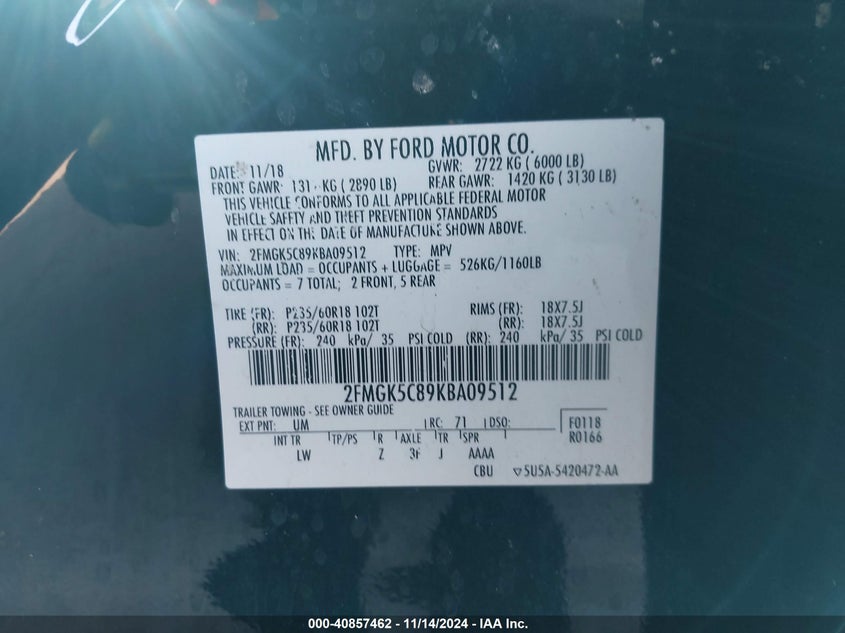 MFD. BY FORD MOTOR CO.
DATE: 11/18 GVWR: 2722 KG ( 6000 LB)
FRONT GAWR: 131 KG ( 2890 LB) REAR GAWR: 1420 KG ( 3130 LB)
THIS VEHICLE CONFORMS TO ALL APPLICABLE FEDERAL MOTOR
VEHICLE SAFETY AND THEFT PREVENTION STANDARDS
IN EFFECT ON THE DATE OF MANUFACTURE SHOWN ABOVE.
VIN: 2FMGK5C89KBA09512 TYPE: MPV
MAXIMUM LOAD = OCCUPANTS + LUGGAGE = 526KG/1160LB
OCCUPANTS = 7 TOTAL; 2 FRONT, 5 REAR
TIRE (FR): P235/60R18 102T RIMS (FR): 18X7.5J
(RR): P235/60R18 102T (RR): 18X7.5J
PRESSURE (FR): 240 kPa/ 35 PSI COLD (RR): 240 kPa/ 35 PSI COLD
2FMGK5C89KBA09512
TRAILER TOWING - SEE OWNER GUIDE
EXT PNT: UM RC: 71 DSO: F0118
INT TR TP/PS R AXLE TR SPR R0166
LW Z 3F J AAAA
CBU ▽5U5A-5420472-AA
000-40857462 - 11/14/2024 - IAA Inc.